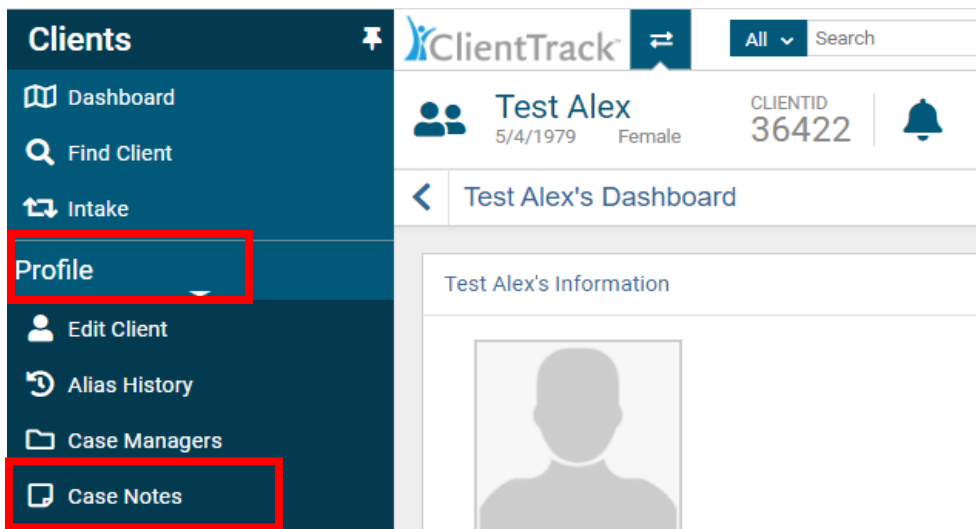 Clients
Dashboard
Find Client
Intake
Profile
Edit Client
Alias History
Case Managers
Case Notes
ClientTrack
All Search
Test Alex
5/4/1979 Female
CLIENTID
36422
Test Alex's Dashboard
Test Alex's Information